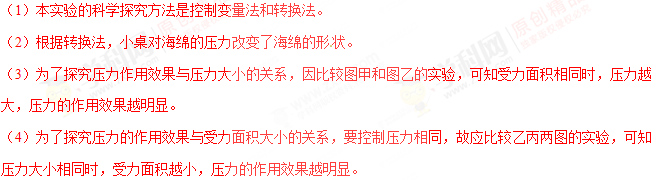 （1）本实验的科学探究方法是控制变量法和转换法。
（2）根据转换法，小桌对海绵的压力改变了海绵的形状。
（3）为了探究压力作用效果与压力大小的关系，因比较图甲和图乙的实验，可知受力面积相同时，压力越
大，压力的作用效果越明显。
（4）为了探究压力的作用效果与受力面积大小的关系，要控制压力相同，故应比较乙丙两图的实验，可知
压力大小相同时，受力面积越小，压力的作用效果越明显。